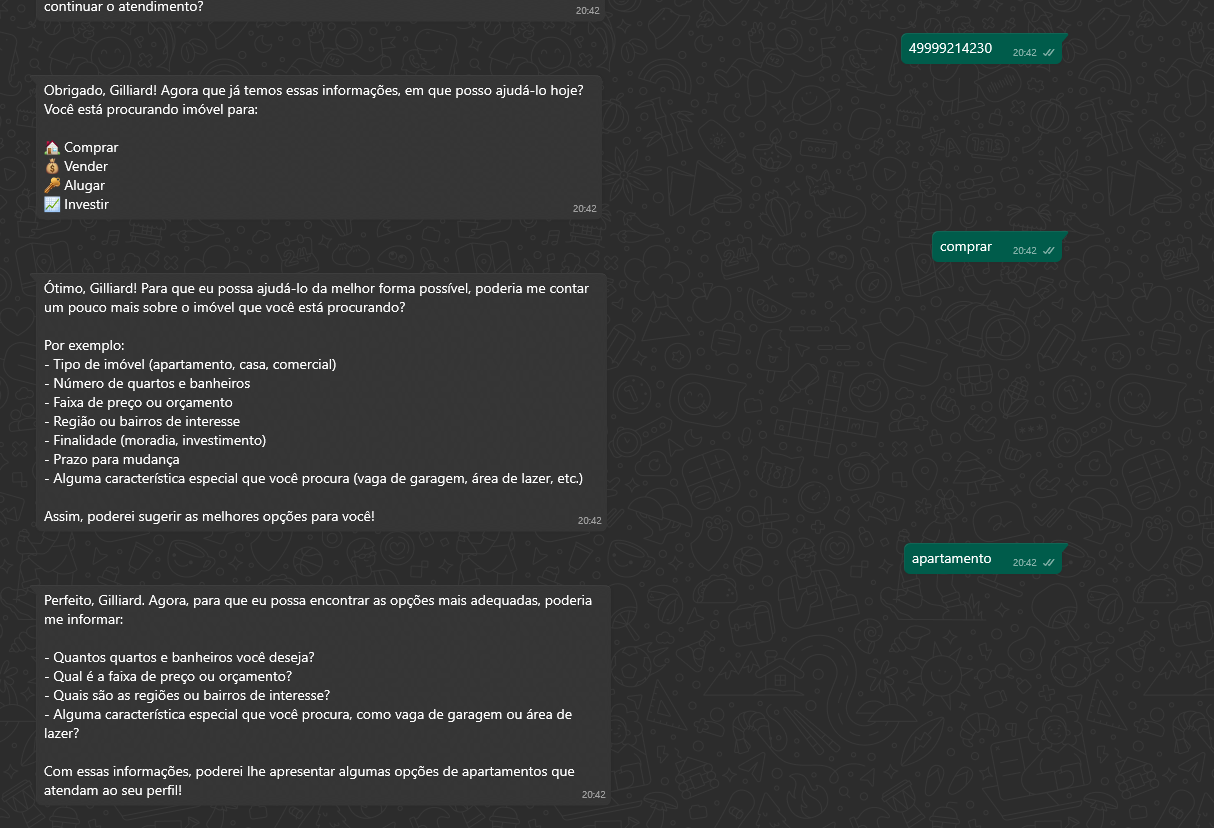 continuar o atendimento?
20:42
49999214230 20:42
Obrigado, Gilliard! Agora que já temos essas informações, em que posso ajudá-lo hoje?
Você está procurando imóvel para:
🏠 Comprar
💰 Vender
🔑 Alugar
📈 Investir
20:42
comprar 20:42
Ótimo, Gilliard! Para que eu possa ajudá-lo da melhor forma possível, poderia me contar
um pouco mais sobre o imóvel que você está procurando?
Por exemplo:
- Tipo de imóvel (apartamento, casa, comercial)
- Número de quartos e banheiros
- Faixa de preço ou orçamento
- Região ou bairros de interesse
- Finalidade (moradia, investimento)
- Prazo para mudança
- Alguma característica especial que você procura (vaga de garagem, área de lazer, etc.)
Assim, poderei sugerir as melhores opções para você!
20:42
apartamento 20:42
Perfeito, Gilliard. Agora, para que eu possa encontrar as opções mais adequadas, poderia
me informar:
- Quantos quartos e banheiros você deseja?
- Qual é a faixa de preço ou orçamento?
- Quais são as regiões ou bairros de interesse?
- Alguma característica especial que você procura, como vaga de garagem ou área de
lazer?
Com essas informações, poderei lhe apresentar algumas opções de apartamentos que
atendam ao seu perfil!
20:42